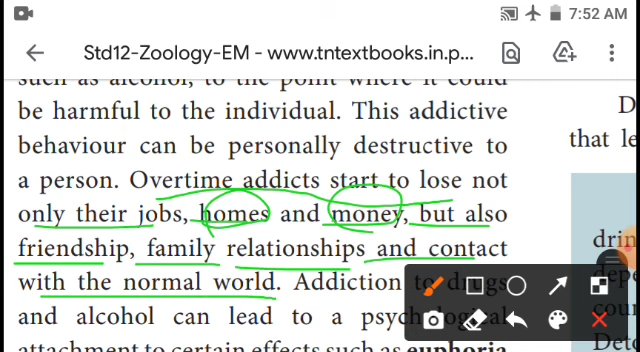 7:52 AM
Std12-Zoology-EM - www.tntextbooks.in.p...
such as alcohol, to the point where it could
be harmful to the individual. This addictive
behaviour can be personally destructive to
a person. Overtime addicts start to lose not
only their jobs, homes and money, but also
friendship, family relationships and contact
with the normal world. Addiction to drugs
and alcohol can lead to a psychological
attachment to certain effects such as euphoria
D
that le
drin
depe
coun
Deto